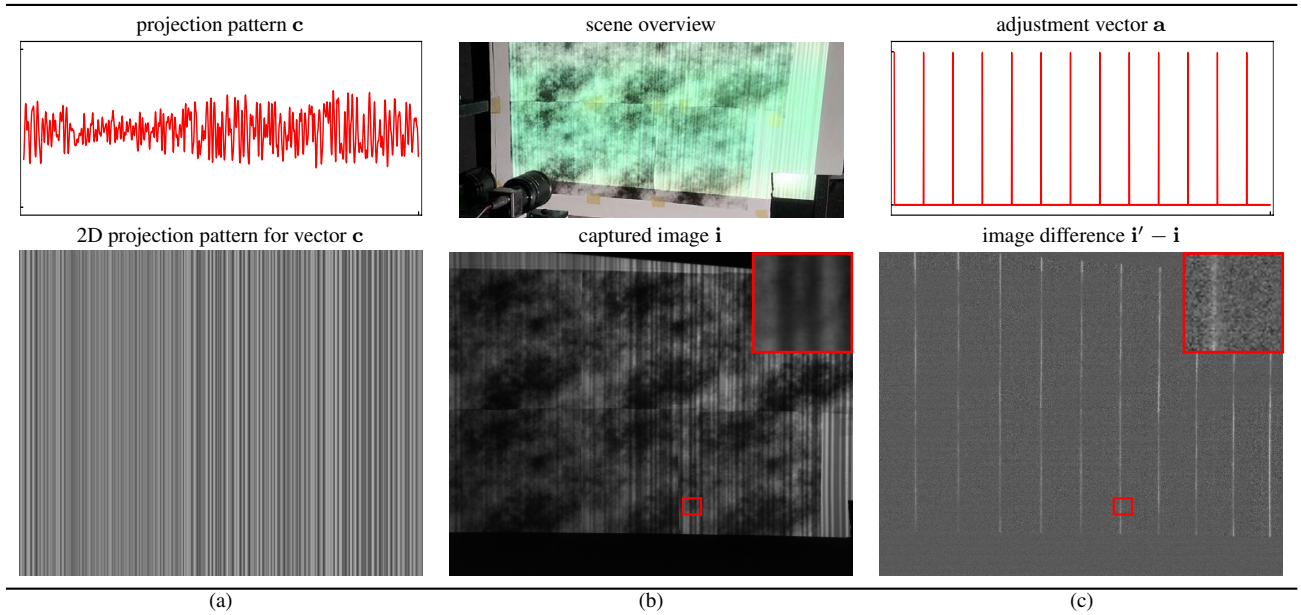 projection pattern c
scene overview
adjustment vector a
2D projection pattern for vector c
captured image i
image difference i′ − i
(a)
(b)
(c)